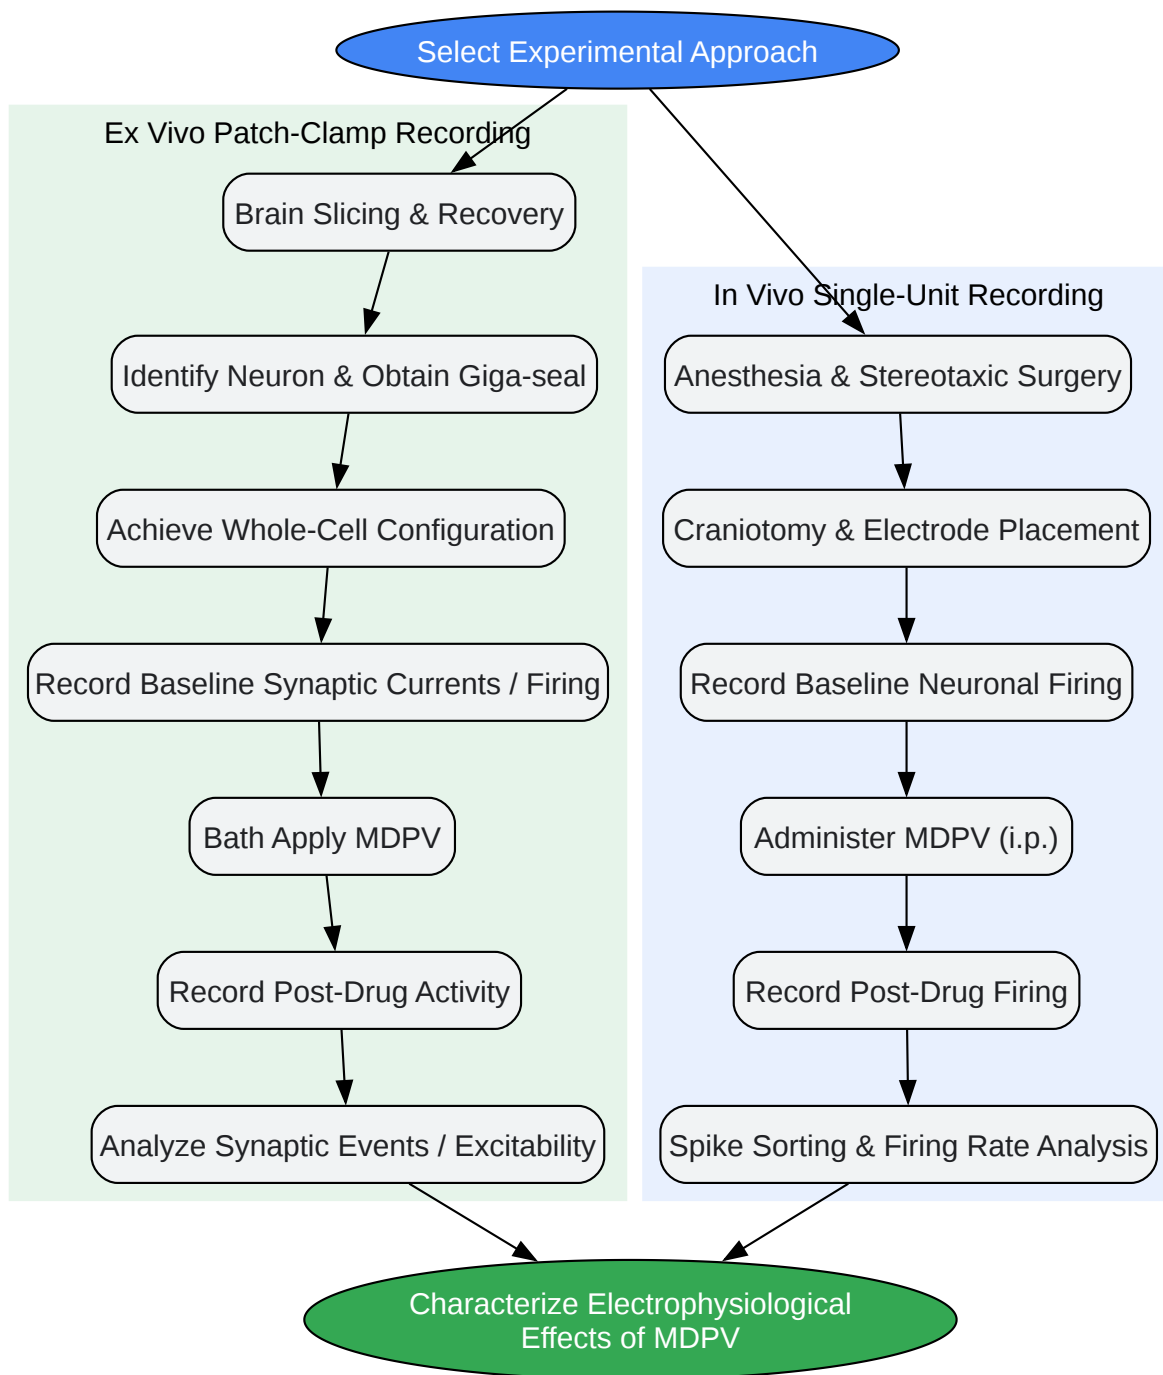 Select Experimental Approach
Ex Vivo Patch-Clamp Recording
Brain Slicing & Recovery
Identify Neuron & Obtain Giga-seal
Achieve Whole-Cell Configuration
Record Baseline Synaptic Currents / Firing
Bath Apply MDPV
Record Post-Drug Activity
Analyze Synaptic Events / Excitability
In Vivo Single-Unit Recording
Anesthesia & Stereotaxic Surgery
Craniotomy & Electrode Placement
Record Baseline Neuronal Firing
Administer MDPV (i.p.)
Record Post-Drug Firing
Spike Sorting & Firing Rate Analysis
Characterize Electrophysiological
Effects of MDPV